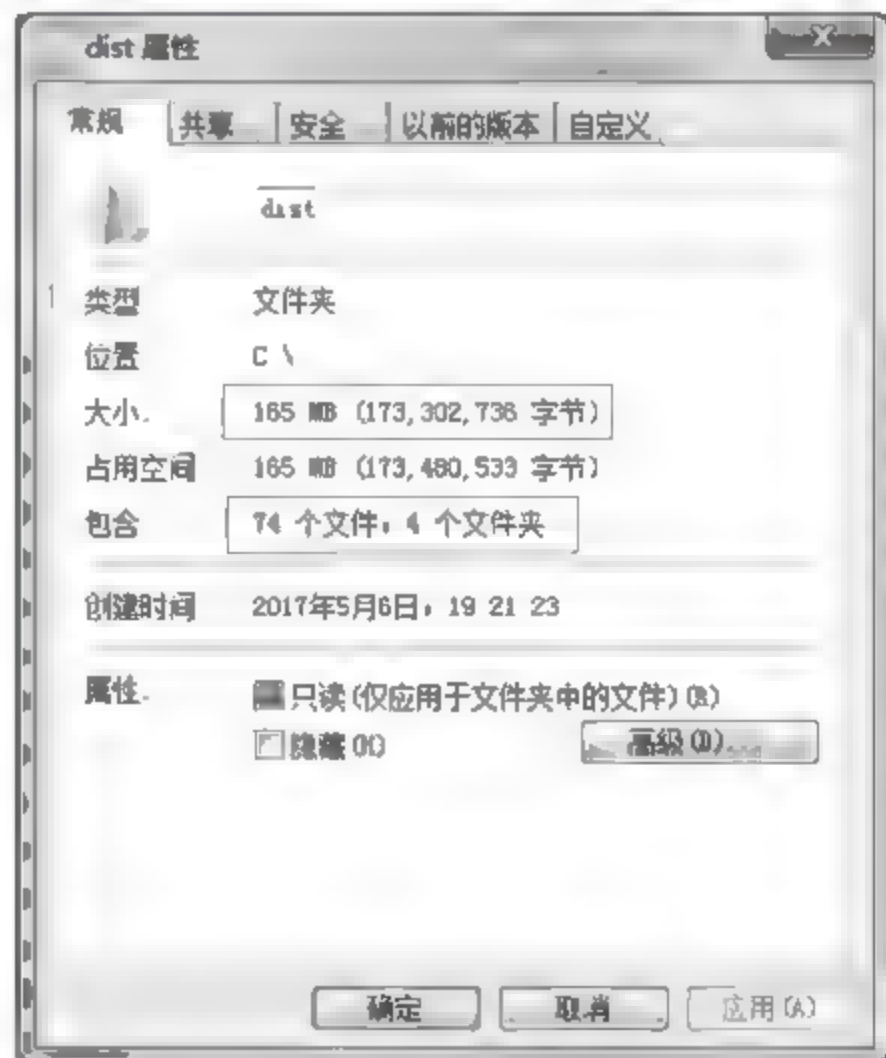 dist 属性
常规 共享 安全 以前的版本 自定义
dist
类型 文件夹
位置 C \
大小. 165 MB (173,302,736 字节)
占用空间 165 MB (173,480,533 字节)
包含 74 个文件, 4 个文件夹
创建时间 2017年5月6日, 19 21 23
属性. 只读(仅应用于文件夹中的文件)(R)
隐藏(H) 高级(D)
确定 取消 应用(A)